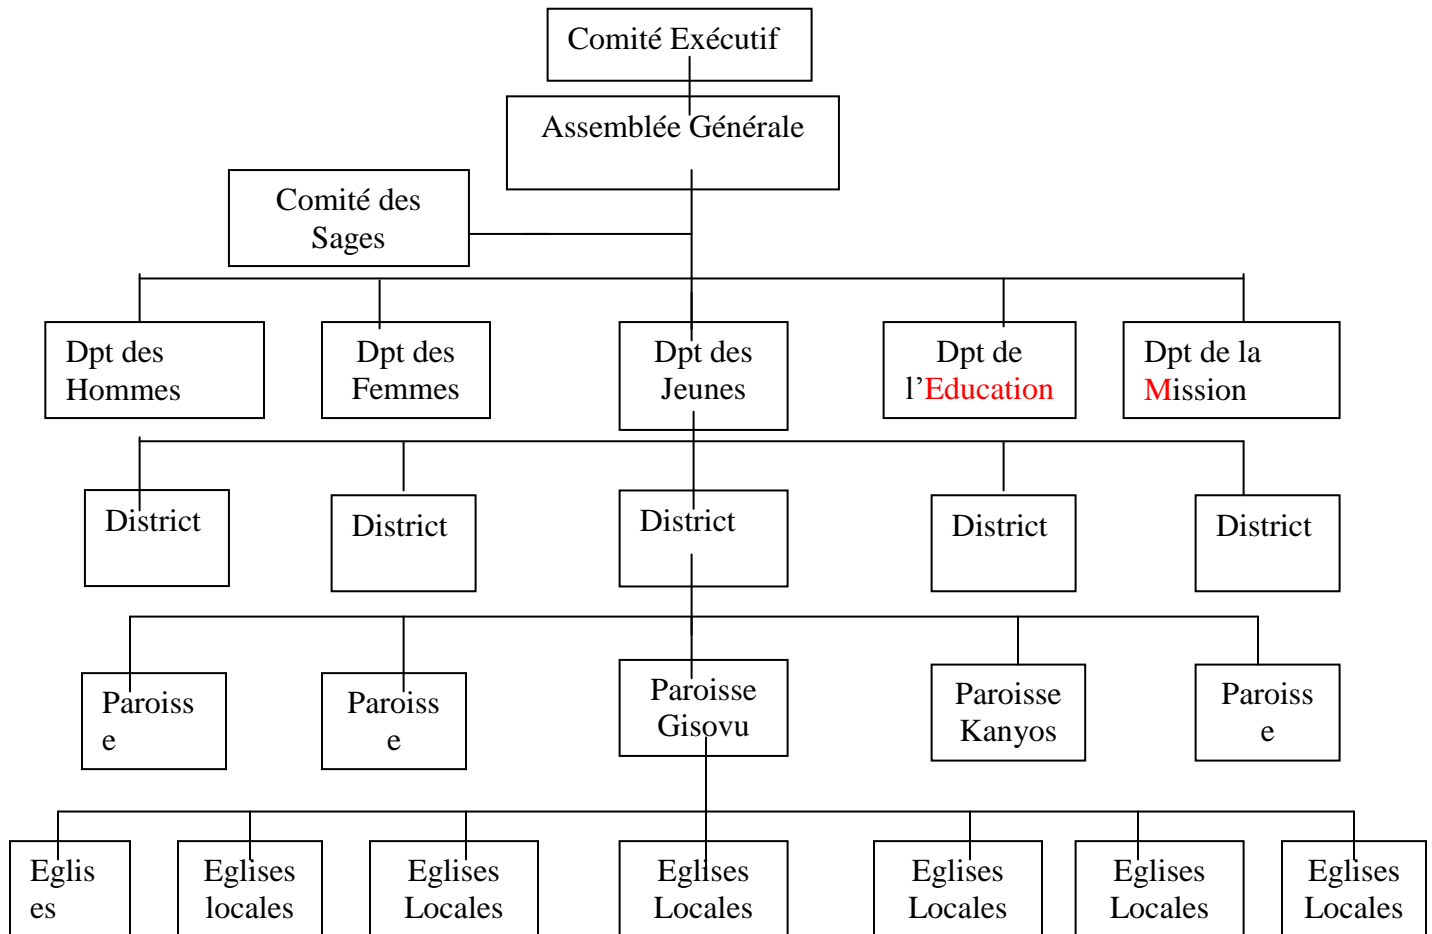 Comité Exécutif
Assemblée Générale
Comité des
Sages
Dpt des
Hommes
Dpt des
Femmes
Dpt des
Jeunes
Dpt de
l’Education
Dpt de la
Mission
District
District
District
District
District
Paroiss
e
Paroiss
e
Paroisse
Gisovu
Paroisse
Kanyos
Paroiss
e
Eglis
es
Eglises
locales
Eglises
Locales
Eglises
Locales
Eglises
Locales
Eglises
Locales
Eglises
Locales